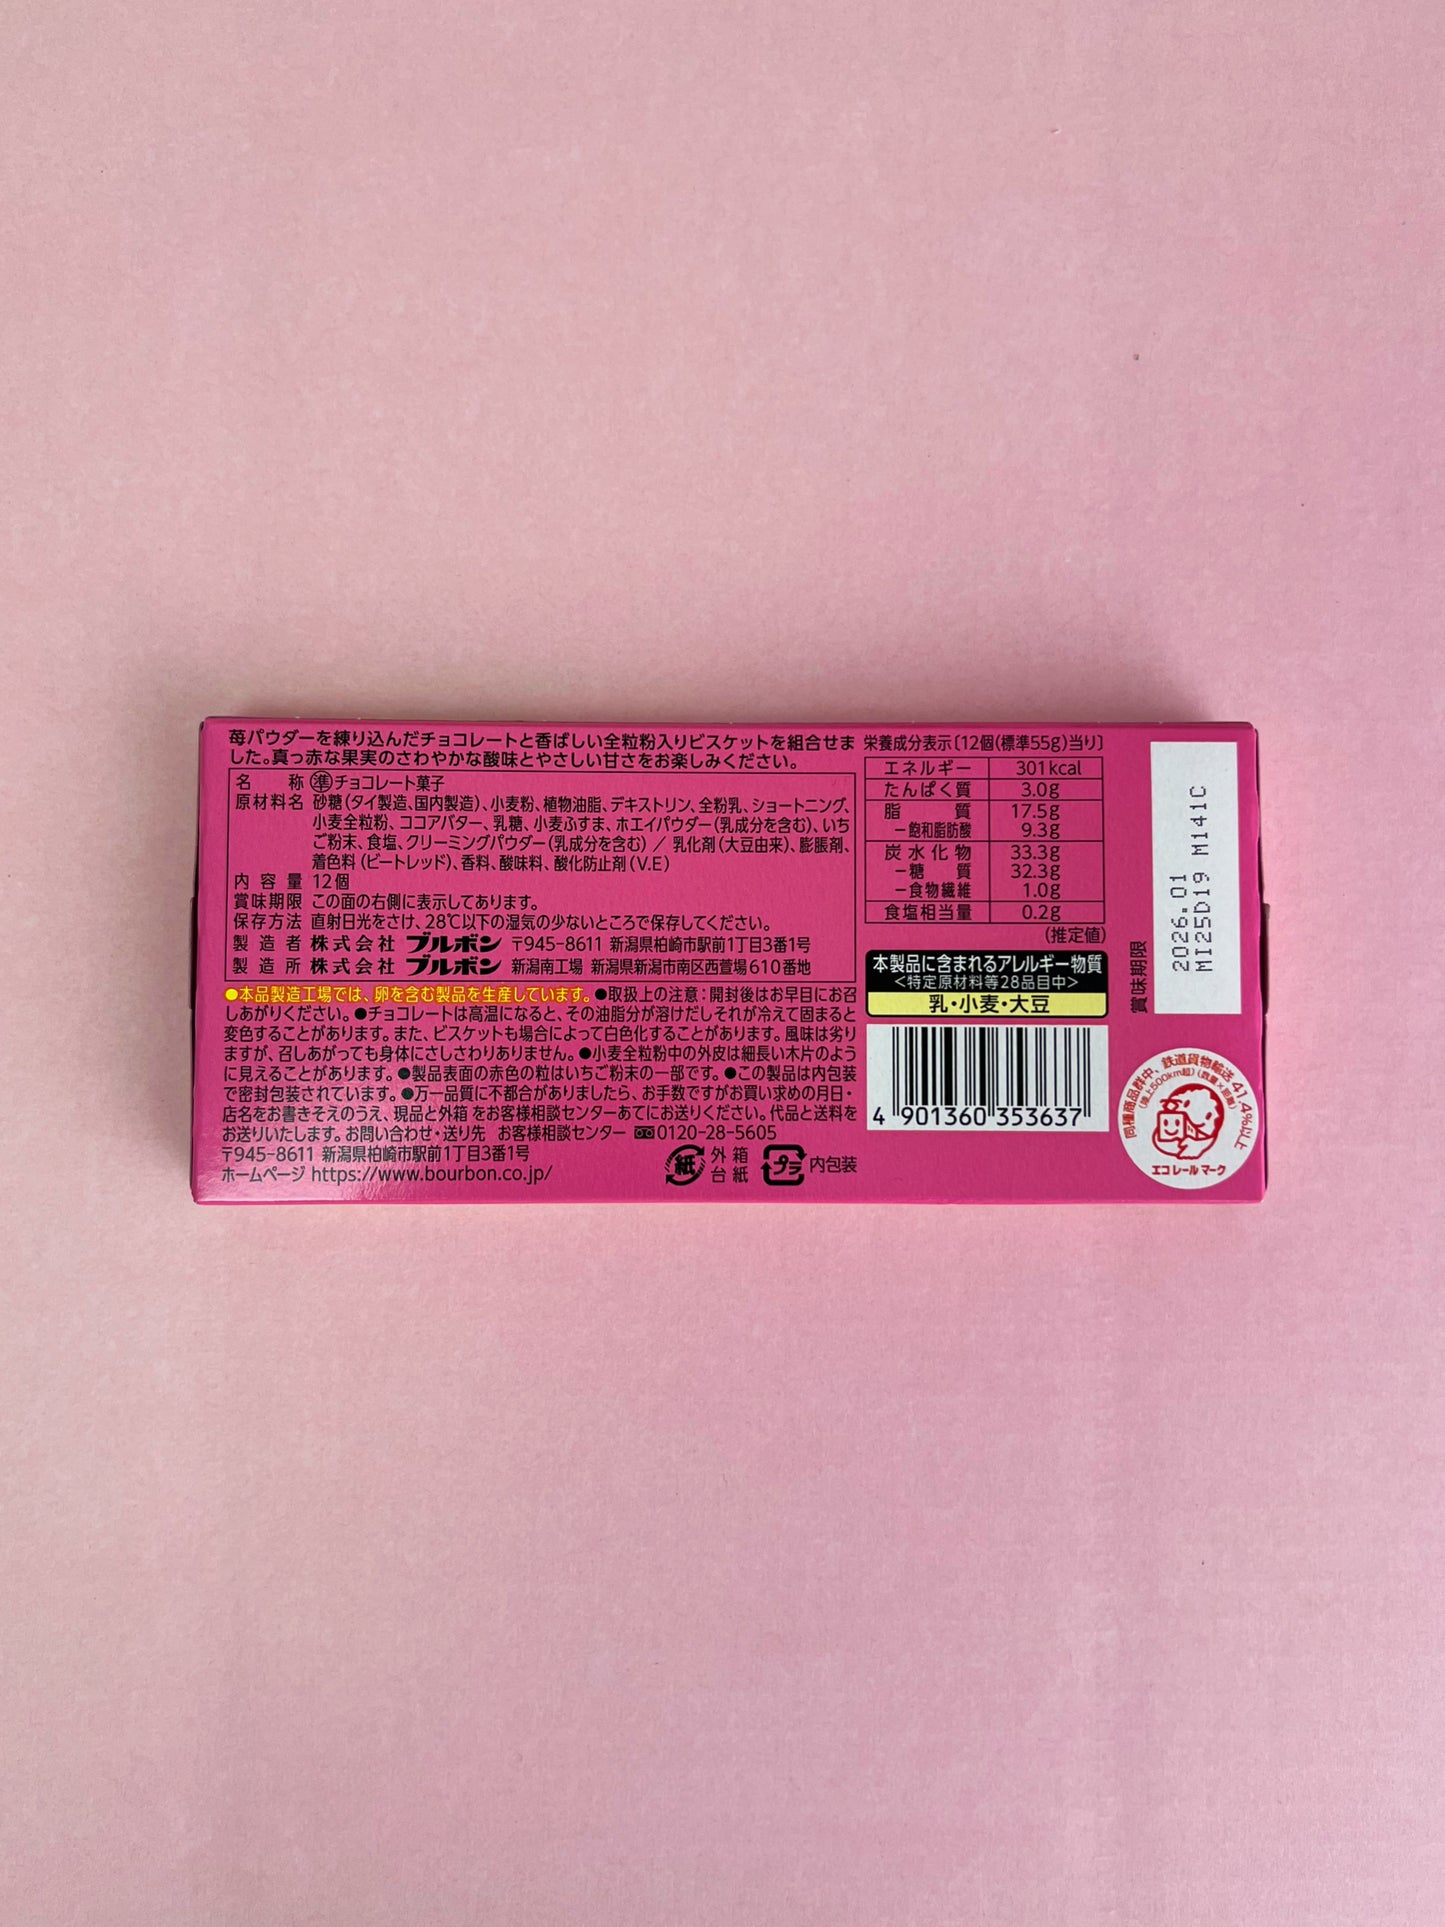 苺パウダーを練り込んだチョコレートと香ばしい全粒粉入りビスケットを組合せま
した。真っ赤な果実のさわやかな酸味とやさしい甘さをお楽しみください。
名称 準チョコレート菓子
原材料名 砂糖(タイ製造、国内製造)、小麦粉、植物油脂、デキストリン、全粉乳、ショートニング、
小麦全粒粉、ココアバター、乳糖、小麦ふすま、ホエイパウダー(乳成分を含む)、いち
ご粉末、食塩、クリーミングパウダー(乳成分を含む) / 乳化剤(大豆由来)、膨脹剤、
着色料(ビートレッド)、香料、酸味料、酸化防止剤(V.E)
内容量 12個
賞味期限 この面の右側に表示してあります。
保存方法 直射日光をさけ、28℃以下の湿気の少ないところで保存してください。
製造者 株式会社 ブルボン 〒945-8611 新潟県柏崎市駅前1丁目3番1号
製造所 株式会社 ブルボン 新潟南工場 新潟県新潟市南区西萱場610番地
●本品製造工場では、卵を含む製品を生産しています。●取扱上の注意:開封後はお早目にお召
しあがりください。●チョコレートは高温になると、その油脂分が溶けだしそれが冷えて固まると
変色することがあります。また、ビスケットも場合によって白色化することがあります。風味は劣り
ますが、召しあがっても身体にさしさわりありません。●小麦全粒粉中の外皮は細長い木片のよう
に見えることがあります。●製品表面の赤色の粒はいちご粉末の一部です。●この製品は内包装
で密封包装されています。●万一品質に不都合がありましたら、お手数ですがお買い求めの月日・
店名をお書きそえのうえ、現品と外箱をお客様相談センターあてにお送りください。代品と送料を
お送りいたします。お問い合わせ・送り先 お客様相談センター 0120-28-5605
〒945-8611 新潟県柏崎市駅前1丁目3番1号
ホームページ https://www.bourbon.co.jp/
紙 外箱 台紙 プラ 内包装
栄養成分表示〔12個(標準55g)当り〕
エネルギー 301kcal
たんぱく質 3.0g
脂質 17.5g
-飽和脂肪酸 9.3g
炭水化物 33.3g
-糖質 32.3g
-食物繊維 1.0g
食塩相当量 0.2g
(推定値)
本製品に含まれるアレルギー物質
<特定原材料等28品目中>
乳・小麦・大豆
4 901360 353637
賞味期限
2026.01
MI25D19 M141C
同種商品群中、鉄道貨物輸送 41.4%以上
(陸上500km超)(数量×距離)
エコレールマーク